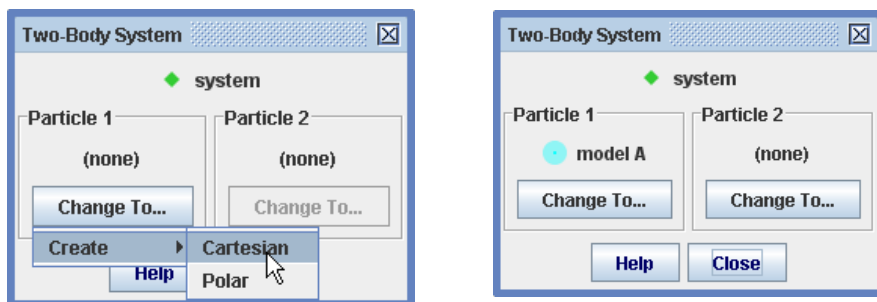 Two-Body System
system
Particle 1
Particle 2
(none)
(none)
Change To...
Change To...
Create
Cartesian
Polar
Help
Two-Body System
system
Particle 1
Particle 2
model A
(none)
Change To...
Change To...
Help
Close